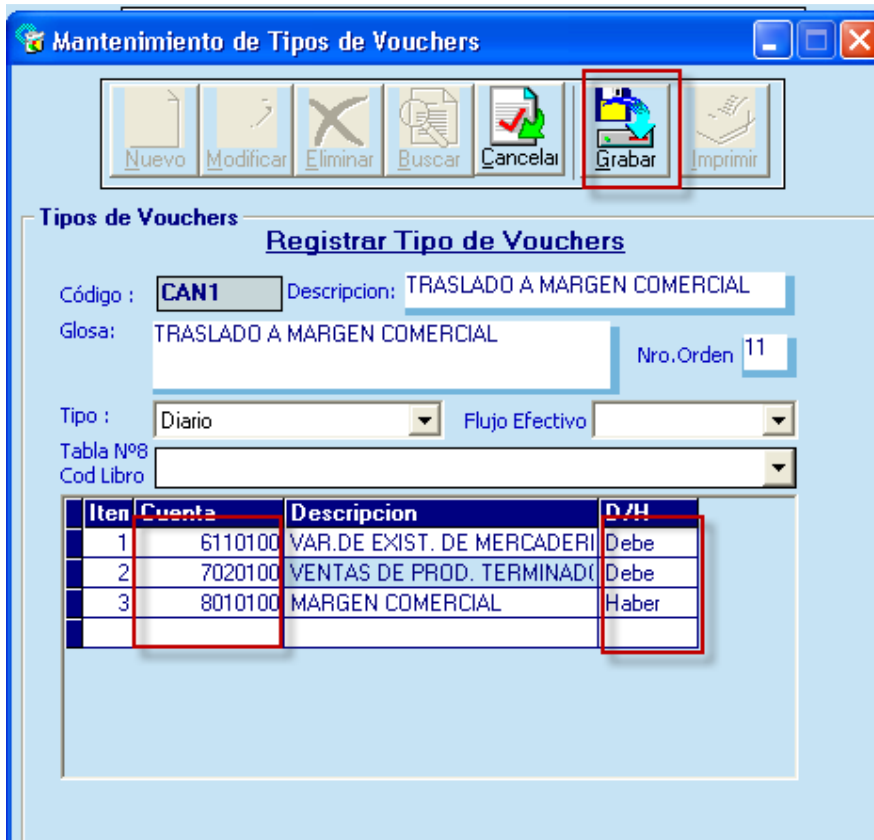 Mantenimiento de Tipos de Vouchers
Nuevo Modificar Eliminar Buscar Cancelar Grabar Imprimir
Tipos de Vouchers
Registrar Tipo de Vouchers
Código : CAN1 Descripcion: TRASLADO A MARGEN COMERCIAL
Glosa: TRASLADO A MARGEN COMERCIAL
Nro.Orden 11
Tipo : Diario Flujo Efectivo
Tabla Nº8
Cod Libro
Iten Cuenta Descripcion D/H
1 6110100 VAR.DE EXIST. DE MERCADERI Debe
2 7020100 VENTAS DE PROD. TERMINAD( Debe
3 8010100 MARGEN COMERCIAL Haber